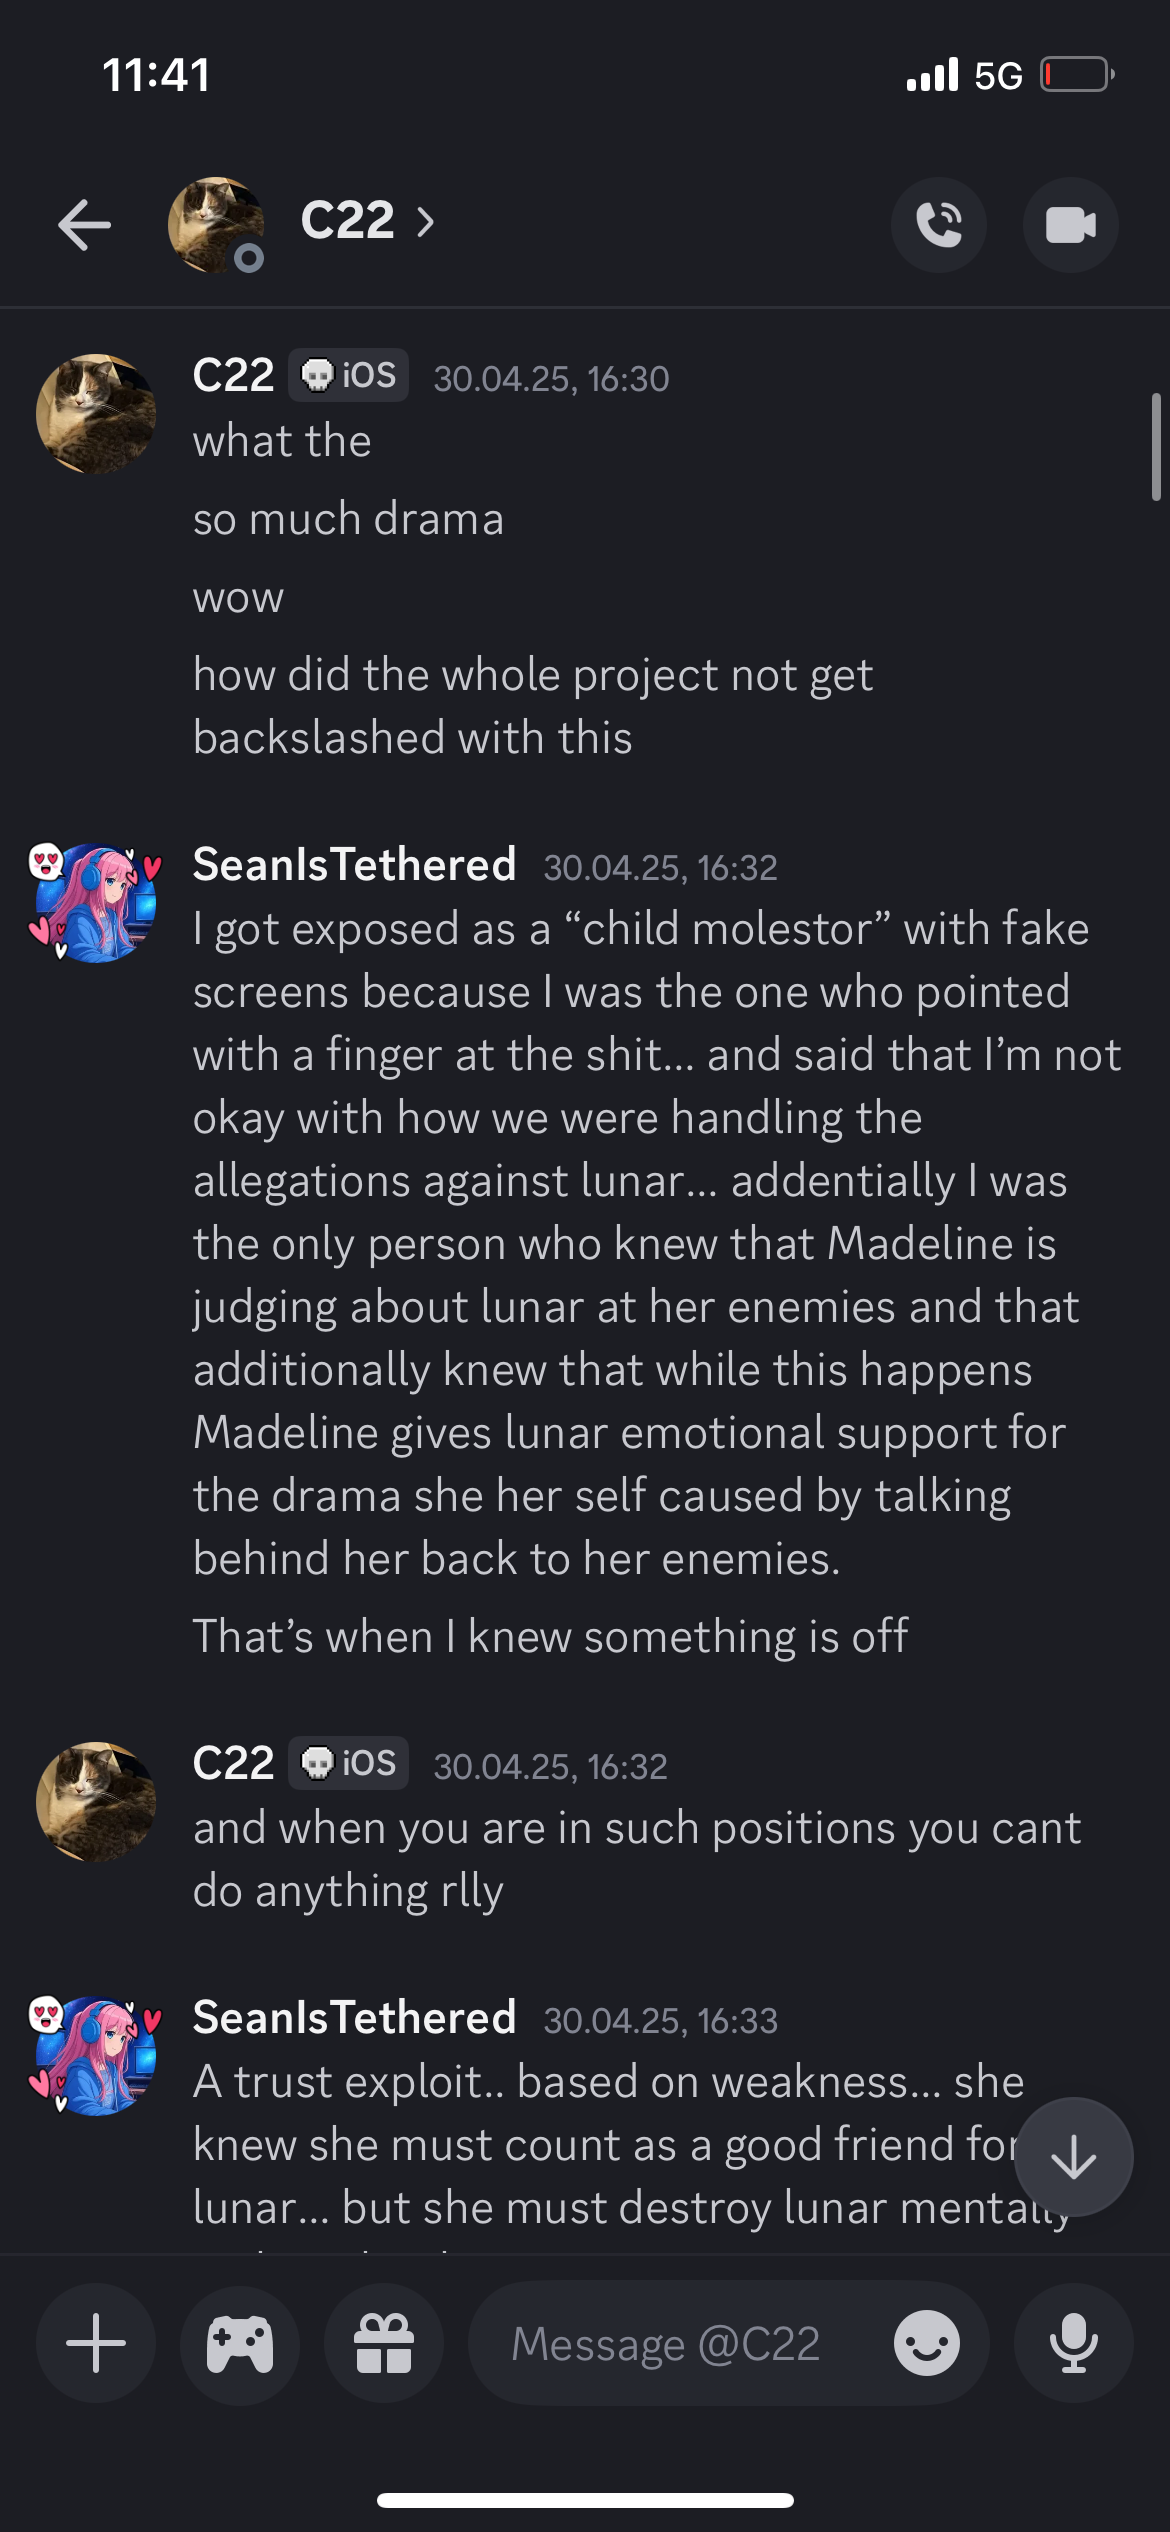 11:41
5G
C22
C22 iOS 30.04.25, 16:30
what the
so much drama
wow
how did the whole project not get
backslashed with this
SeanIsTethered 30.04.25, 16:32
I got exposed as a “child molestor” with fake
screens because I was the one who pointed
with a finger at the shit... and said that I’m not
okay with how we were handling the
allegations against lunar... addentially I was
the only person who knew that Madeline is
judging about lunar at her enemies and that
additionally knew that while this happens
Madeline gives lunar emotional support for
the drama she her self caused by talking
behind her back to her enemies.
That’s when I knew something is off
C22 iOS 30.04.25, 16:32
and when you are in such positions you cant
do anything rlly
SeanIsTethered 30.04.25, 16:33
A trust exploit.. based on weakness... she
knew she must count as a good friend for
lunar... but she must destroy lunar mentally
Message @C22